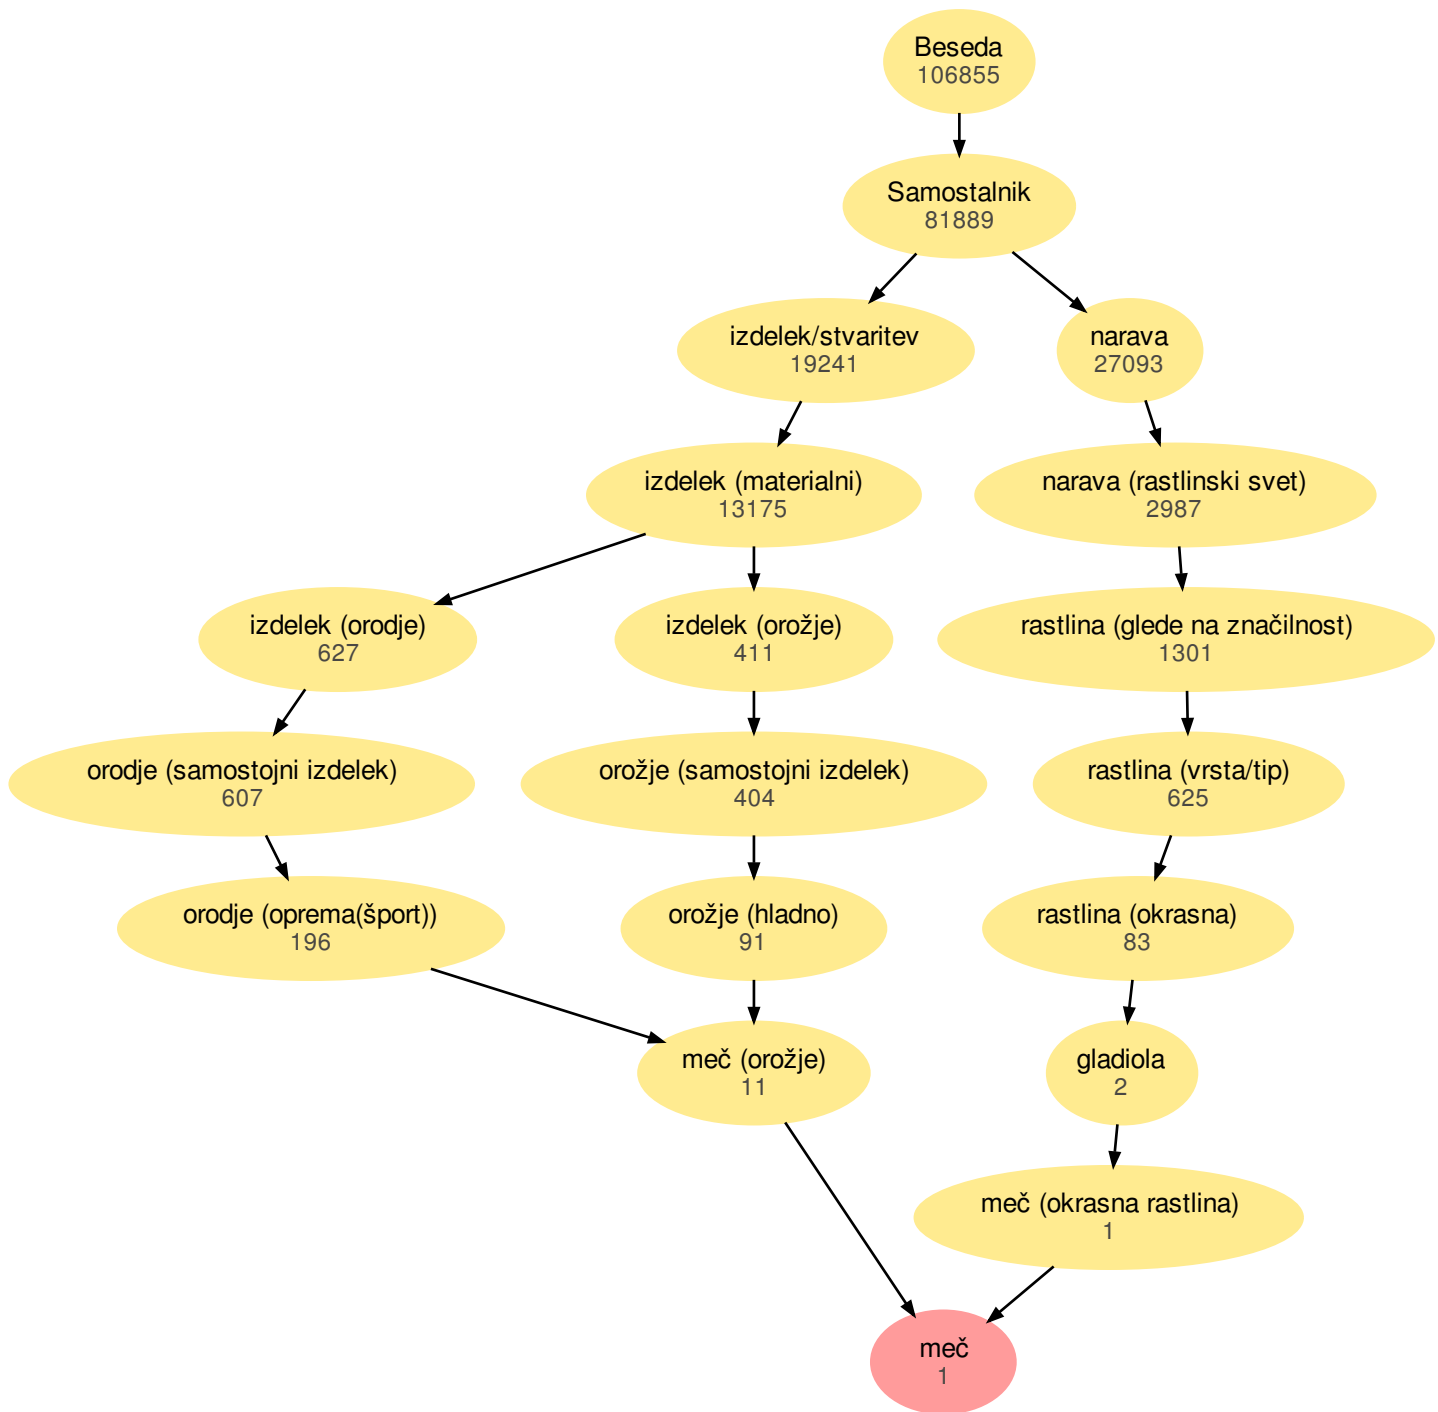 Beseda
106855
Samostalnik
81889
izdelek/stvaritev
19241
narava
27093
izdelek (materialni)
13175
narava (rastlinski svet)
2987
izdelek (orodje)
627
izdelek (orožje)
411
rastlina (glede na značilnost)
1301
orodje (samostojni izdelek)
607
orožje (samostojni izdelek)
404
rastlina (vrsta/tip)
625
orodje (oprema(šport))
196
orožje (hladno)
91
rastlina (okrasna)
83
meč (orožje)
11
gladiola
2
meč (okrasna rastlina)
1
meč
1